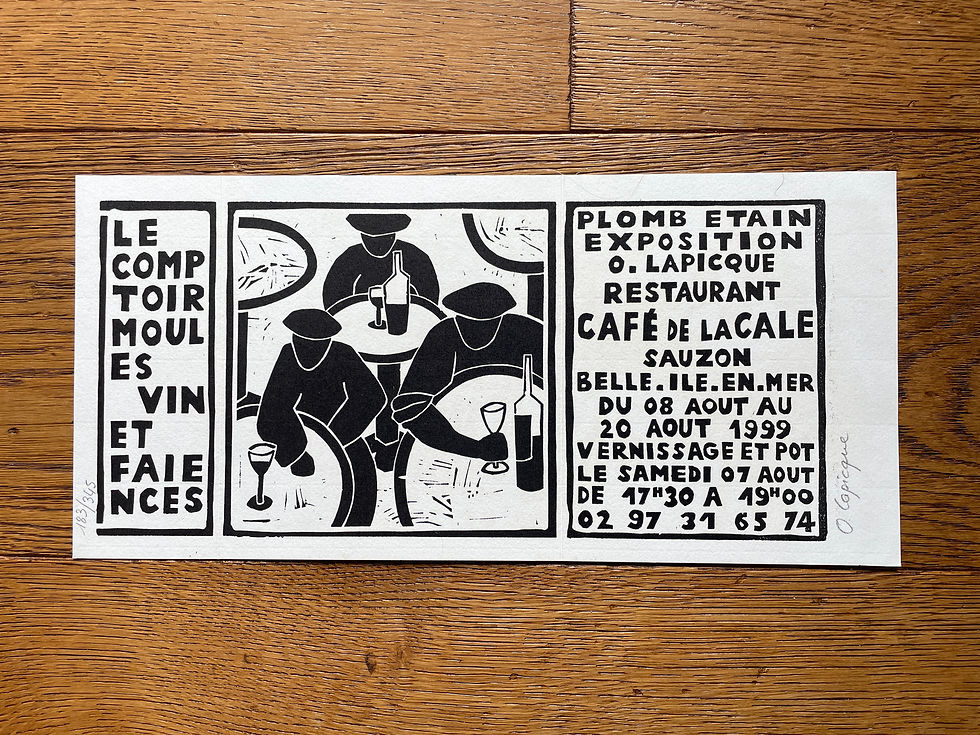 LE
COMP
TOIR
MOUL
ES
VIN
ET
FAIE
NCES
PLOMB ETAIN
EXPOSITION
O. LAPICQUE
RESTAURANT
CAFÉ DE LA CALE
SAUZON
BELLE.ILE.EN.MER
DU 08 AOUT AU
20 AOUT 1999
VERNISSAGE ET POT
LE SAMEDI 07 AOUT
DE 17H30 A 19H00
02 97 31 65 74
183/345
O Lapicque